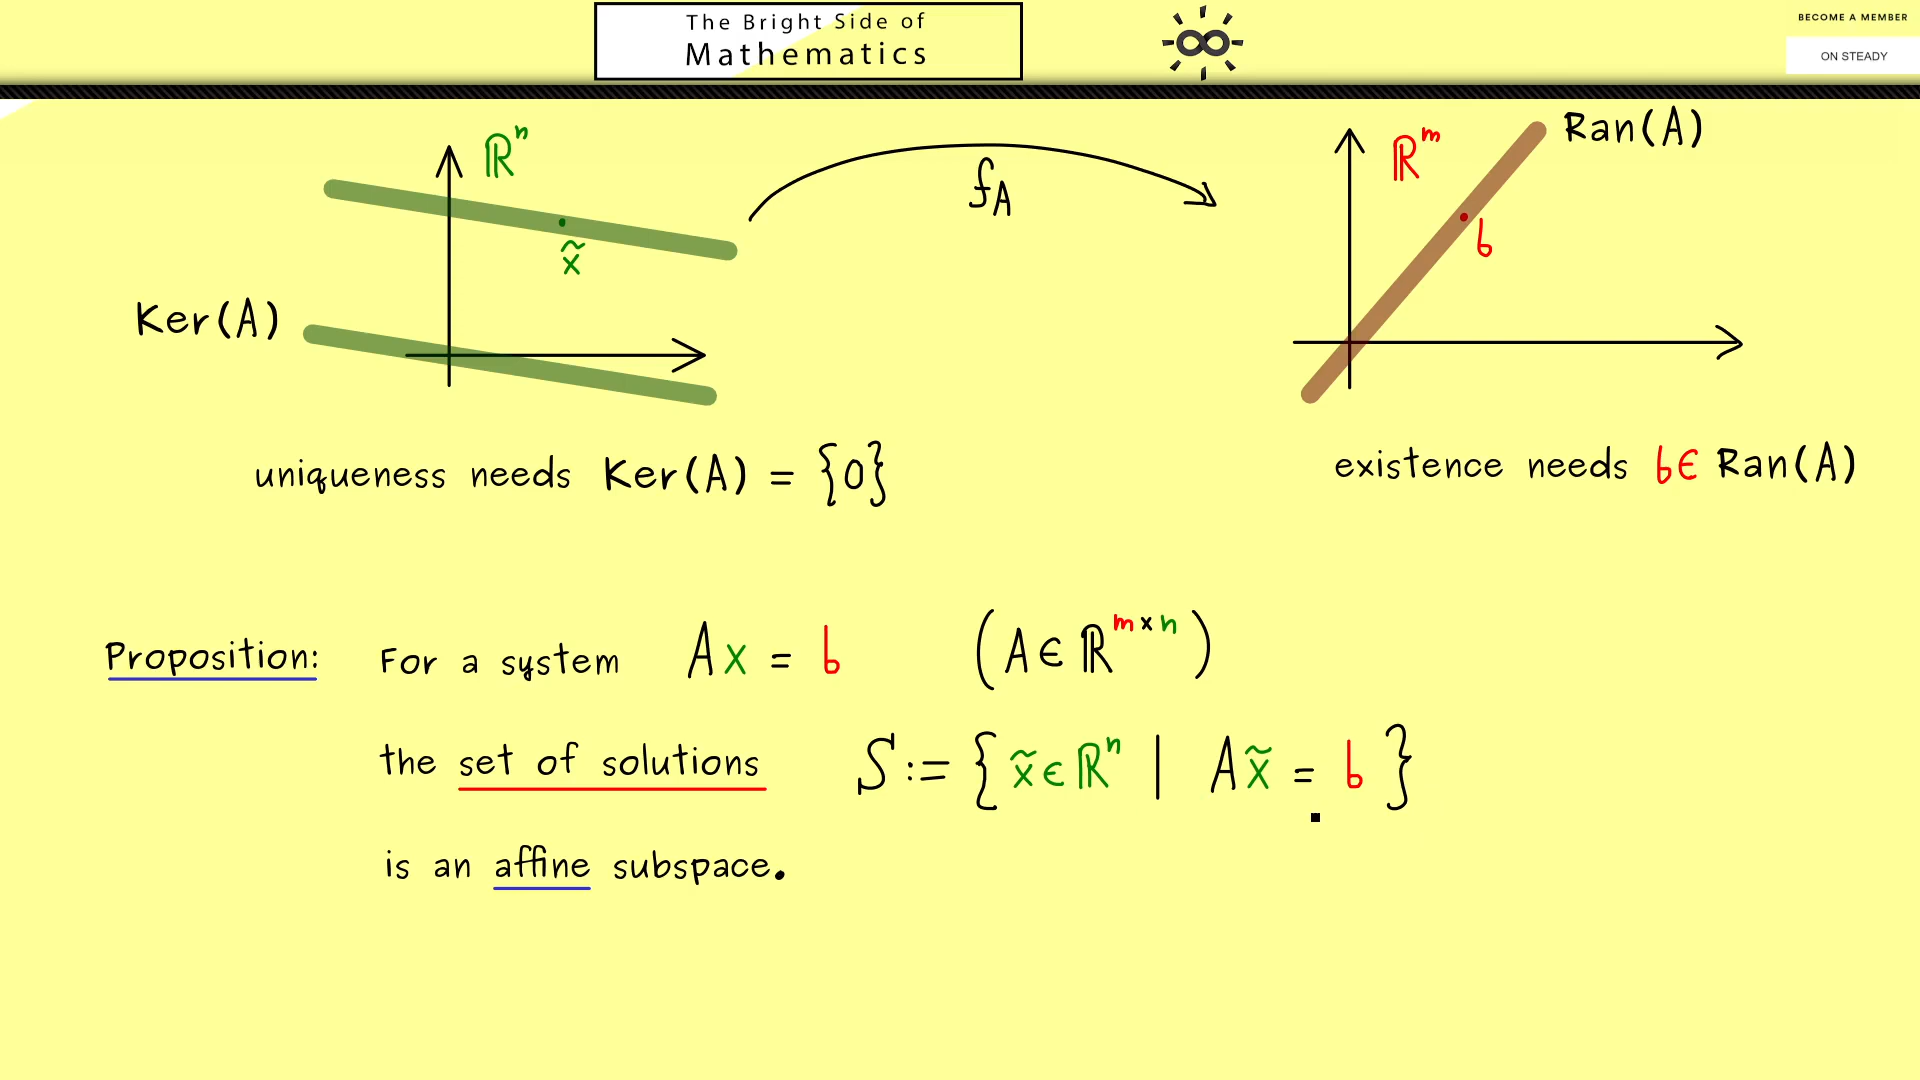 The Bright Side of
Mathematics
BECOME A MEMBER
ON STEADY
ℝⁿ
f_A
ℝᵐ
Ran(A)
x̃
b
Ker(A)
uniqueness needs Ker(A) = {0}
existence needs b∈ Ran(A)
Proposition: For a system Ax = b (A ∈ ℝ^{m×n})
the set of solutions S := { x̃ ∈ ℝⁿ | Ax̃ = b }
is an affine subspace.